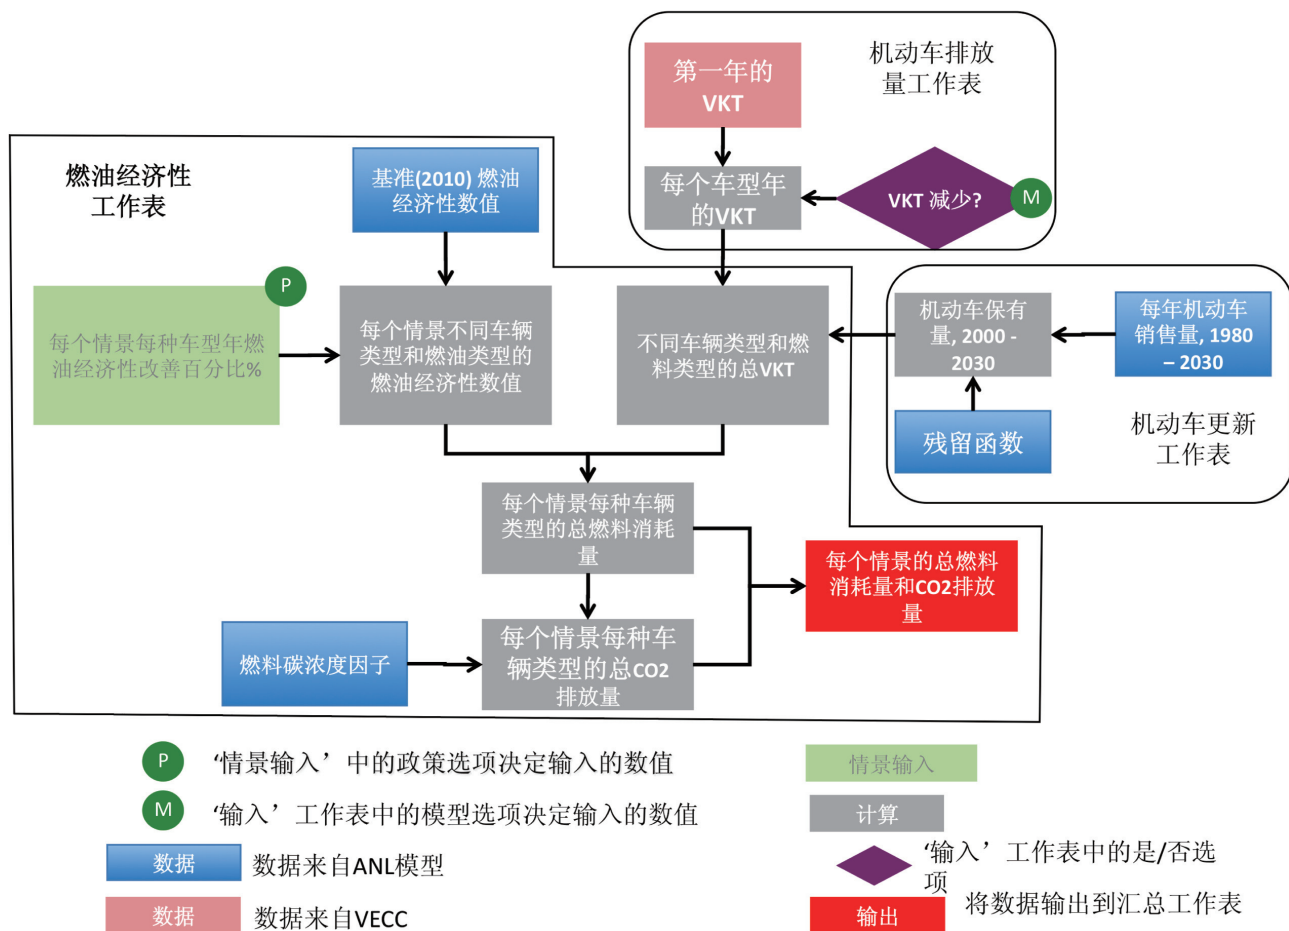 机动车排放
量工作表
第一年的
VKT
每个车型年
的VKT
VKT 减少?
M
燃油经济性
工作表
基准(2010) 燃油
经济性数值
P
每个情景每种车型年燃
油经济性改善百分比%
每个情景不同车辆
类型和燃油类型的
燃油经济性数值
不同车辆类型和燃
料类型的总VKT
机动车保有
量, 2000 -
2030
每年机动车
销售量, 1980
– 2030
残留函数
机动车更新
工作表
每个情景每种车辆
类型的总燃料消耗
量
每个情景的总燃料
消耗量和CO2排放
量
燃料碳浓度因子
每个情景每种车
辆类型的总CO2
排放量
P
‘情景输入’中的政策选项决定输入的数值
M
‘输入’工作表中的模型选项决定输入的数值
数据
数据来自ANL模型
数据
数据来自VECC
情景输入
计算
‘输入’工作表中的是/否选
项
输出
将数据输出到汇总工作表